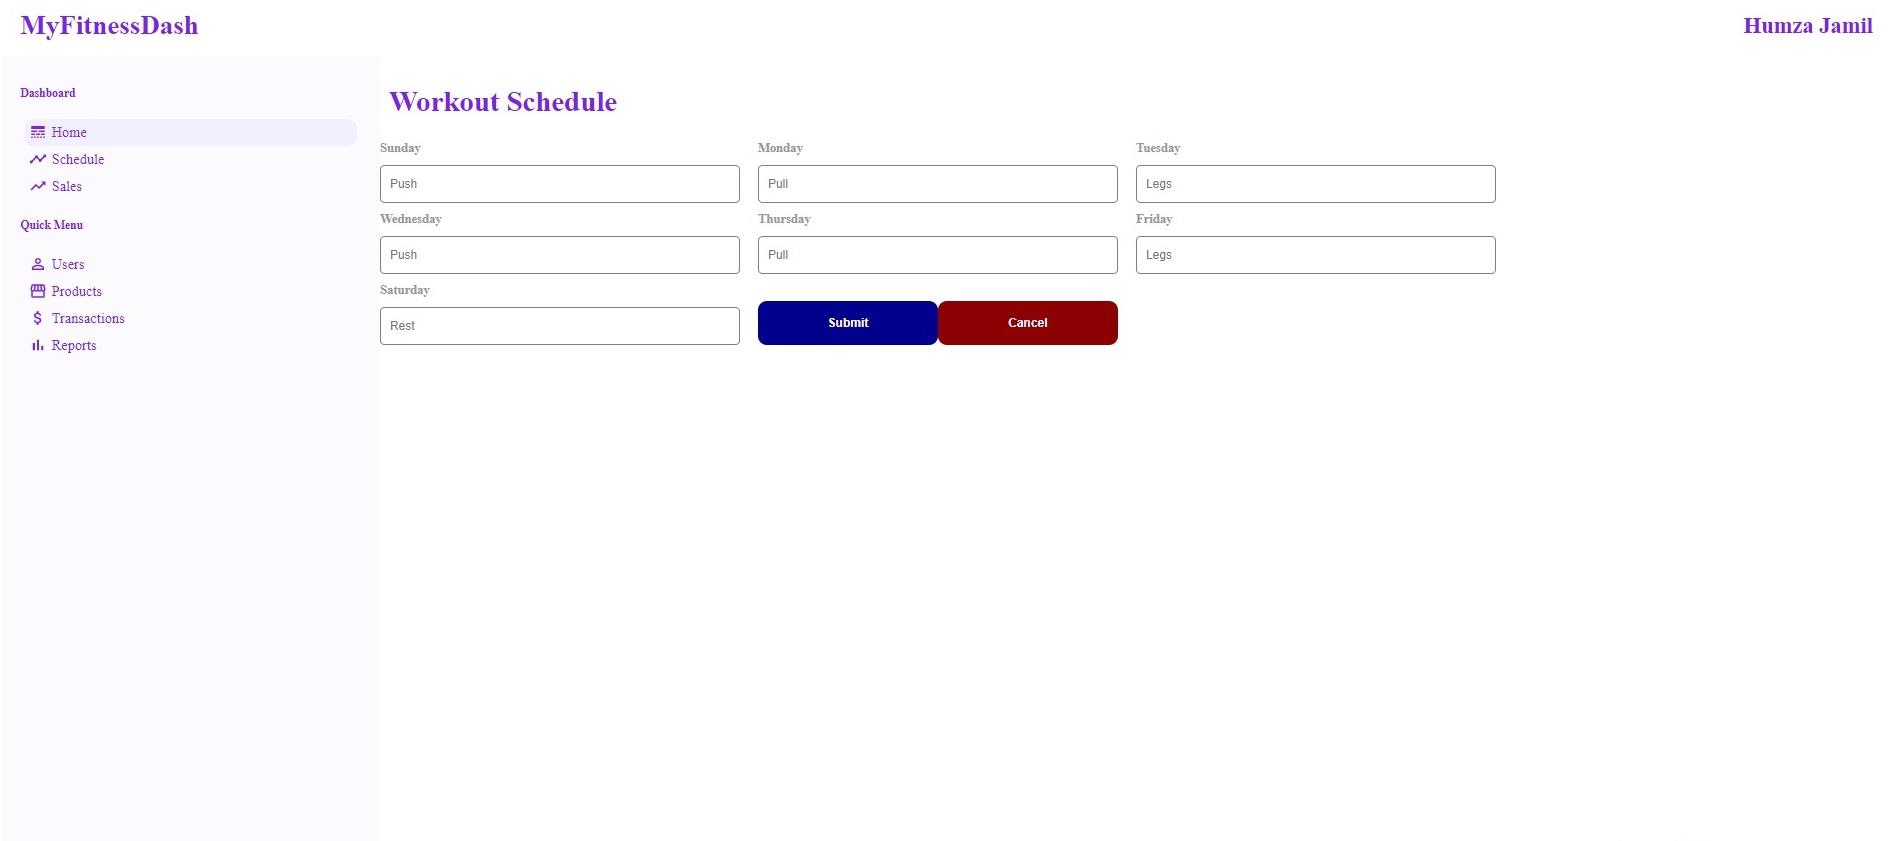 MyFitnessDash
Humza Jamil
Dashboard
Home
Schedule
Sales
Quick Menu
Users
Products
Transactions
Reports
Workout Schedule
Sunday
Monday
Tuesday
Push
Pull
Legs
Wednesday
Thursday
Friday
Push
Pull
Legs
Saturday
Rest
Submit
Cancel